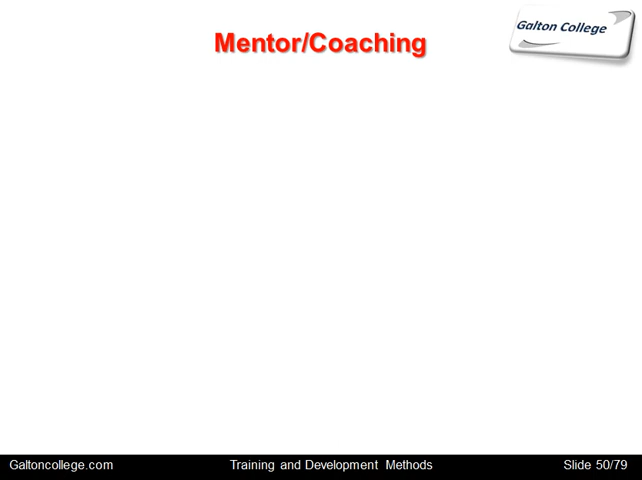 Mentor/Coaching
Galton College
Galtoncollege.com
Training and Development Methods
Slide 50/79